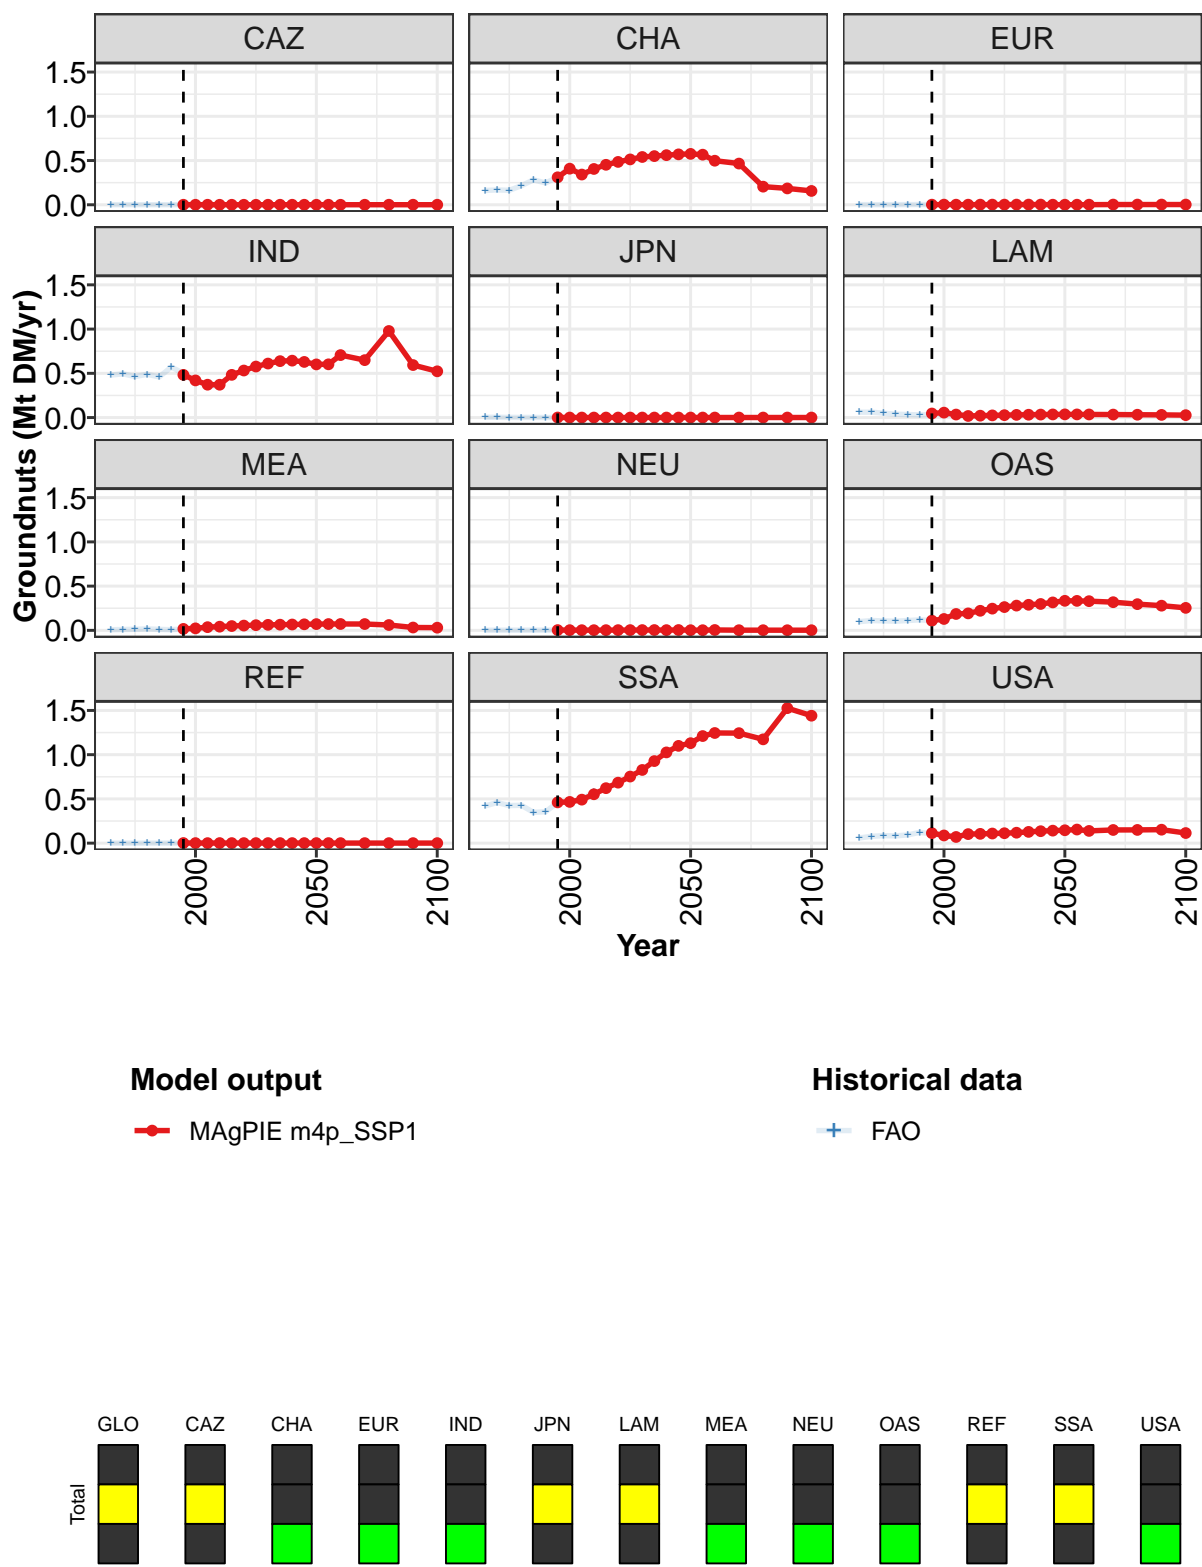 CAZ CHA EUR
1.5
1.0
0.5
0.0
IND JPN LAM
1.5
1.0
0.5
0.0
MEA NEU OAS
1.5
1.0
0.5
0.0
REF SSA USA
1.5
1.0
0.5
0.0
Groundnuts (Mt DM/yr)
2000 2050 2100 2000 2050 2100 2000 2050 2100
Year
Model output Historical data
MAgPIE m4p_SSP1 FAO
GLO CAZ CHA EUR IND JPN LAM MEA NEU OAS REF SSA USA
Total